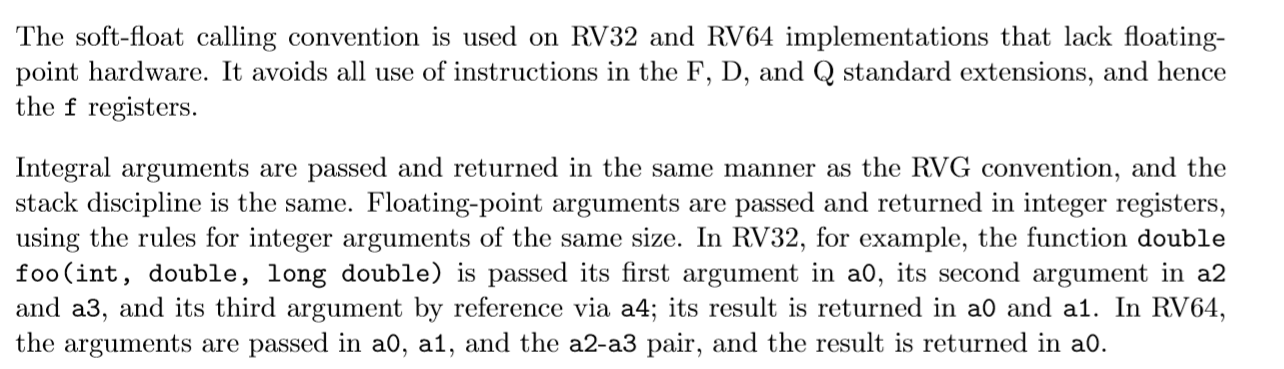 The soft-float calling convention is used on RV32 and RV64 implementations that lack floating-
point hardware. It avoids all use of instructions in the F, D, and Q standard extensions, and hence
the f registers.
Integral arguments are passed and returned in the same manner as the RVG convention, and the
stack discipline is the same. Floating-point arguments are passed and returned in integer registers,
using the rules for integer arguments of the same size. In RV32, for example, the function double
foo(int, double, long double) is passed its first argument in a0, its second argument in a2
and a3, and its third argument by reference via a4; its result is returned in a0 and a1. In RV64,
the arguments are passed in a0, a1, and the a2-a3 pair, and the result is returned in a0.